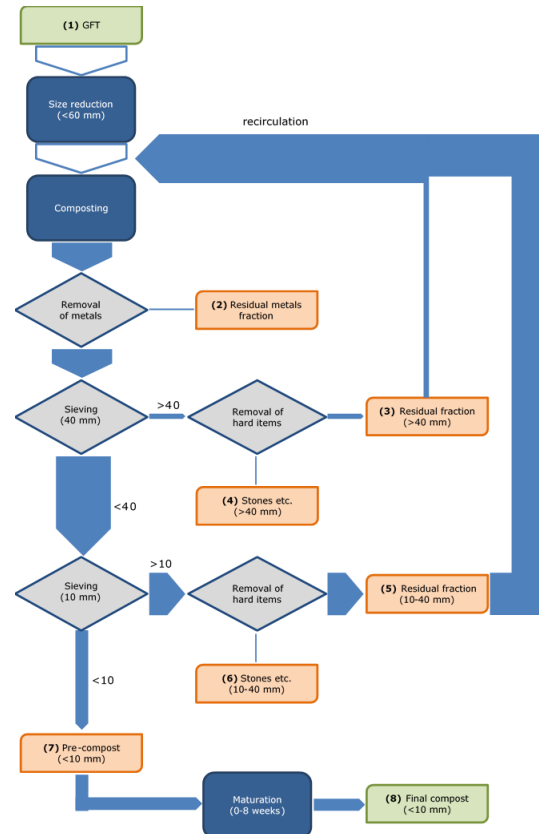 (1) GFT
Size reduction
(<60 mm)
recirculation
Composting
Removal
of metals
(2) Residual metals
fraction
Sieving
(40 mm)
>40
Removal of
hard items
(3) Residual fraction
(>40 mm)
(4) Stones etc.
(>40 mm)
<40
Sieving
(10 mm)
>10
Removal of
hard items
(5) Residual fraction
(10-40 mm)
(6) Stones etc.
(10-40 mm)
<10
(7) Pre-compost
(<10 mm)
Maturation
(0-8 weeks)
(8) Final compost
(<10 mm)